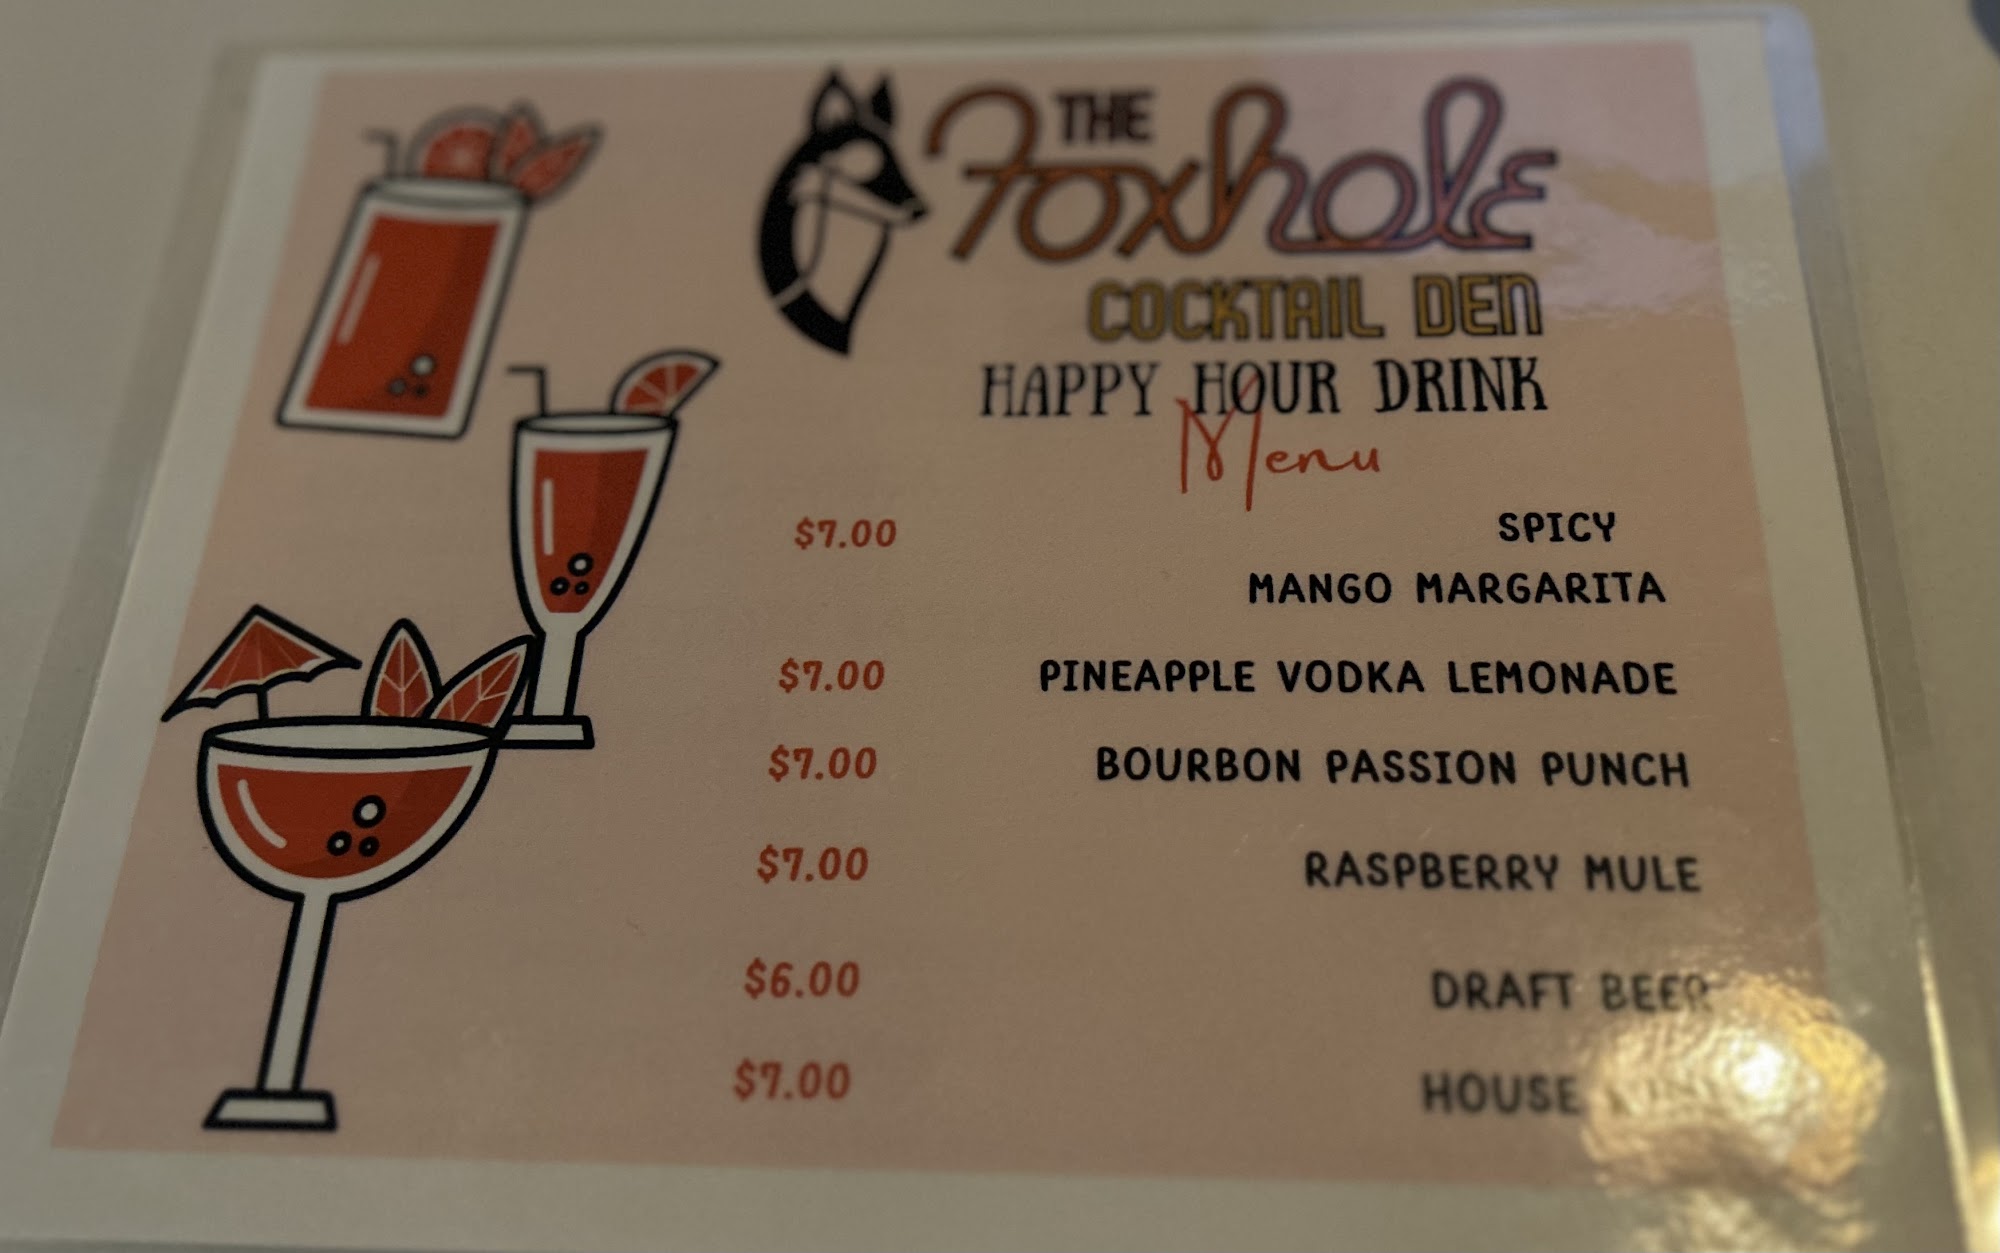 THE
Foxhole
COCKTAIL DEN
HAPPY HOUR DRINK
Menu
$7.00 SPICY
MANGO MARGARITA
$7.00 PINEAPPLE VODKA LEMONADE
$7.00 BOURBON PASSION PUNCH
$7.00 RASPBERRY MULE
$6.00 DRAFT BEER
$7.00 HOUSE